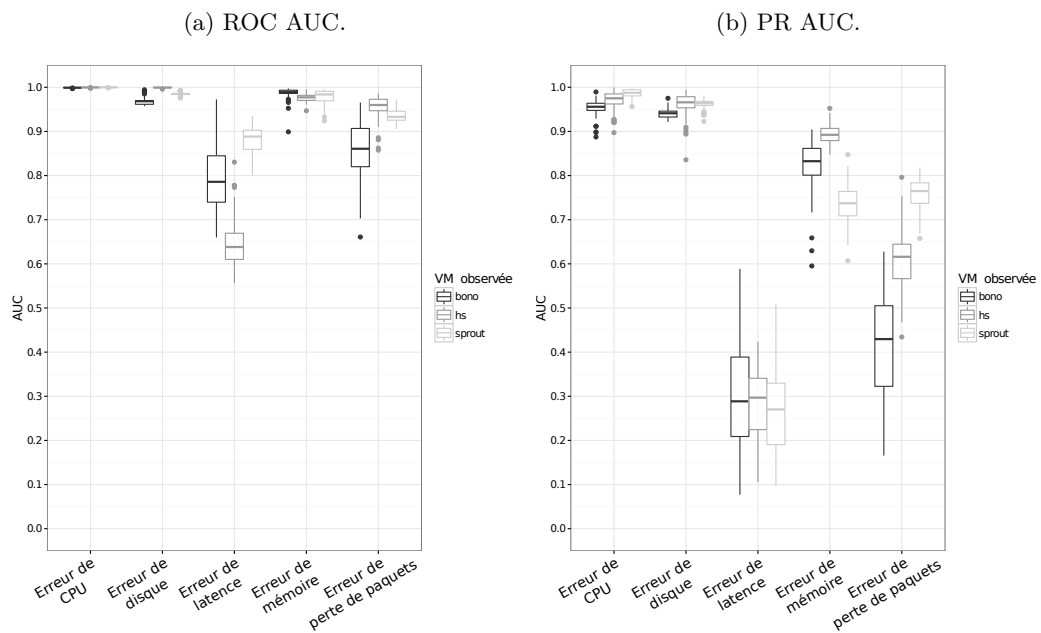 (a) ROC AUC.
(b) PR AUC.
AUC
1.0
0.9
0.8
0.7
0.6
0.5
0.4
0.3
0.2
0.1
0.0
Erreur de
CPU
Erreur de
disque
Erreur de
latence
Erreur de
mémoire
Erreur de
perte de paquets
VM observée
bono
hs
sprout
AUC
1.0
0.9
0.8
0.7
0.6
0.5
0.4
0.3
0.2
0.1
0.0
Erreur de
CPU
Erreur de
disque
Erreur de
latence
Erreur de
mémoire
Erreur de
perte de paquets
VM observée
bono
hs
sprout